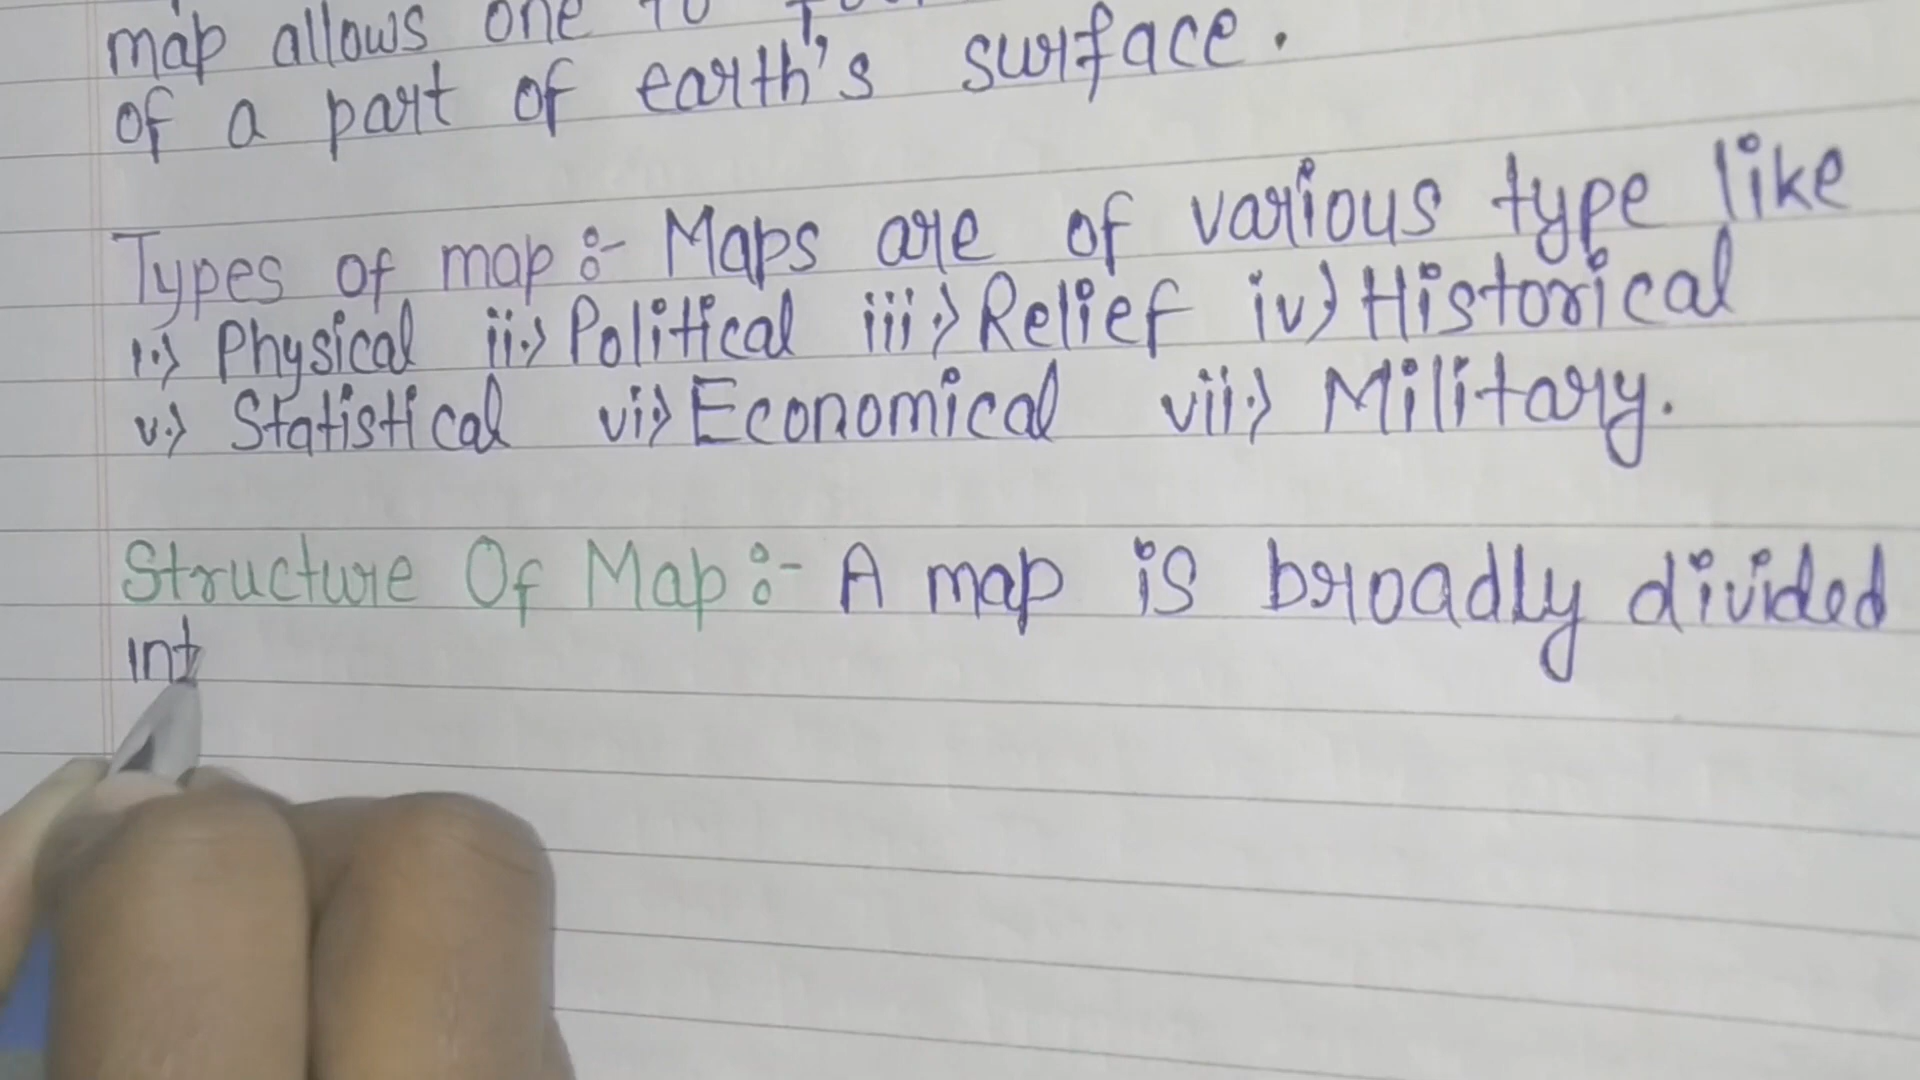 map allows one to
of a part of earth's surface.
Types of map :- Maps are of various type like
i.) Physical ii.) Political iii.) Relief iv) Historical
v.) Statistical vi) Economical vii.) Military.
Structure Of Map :- A map is broadly divided
int